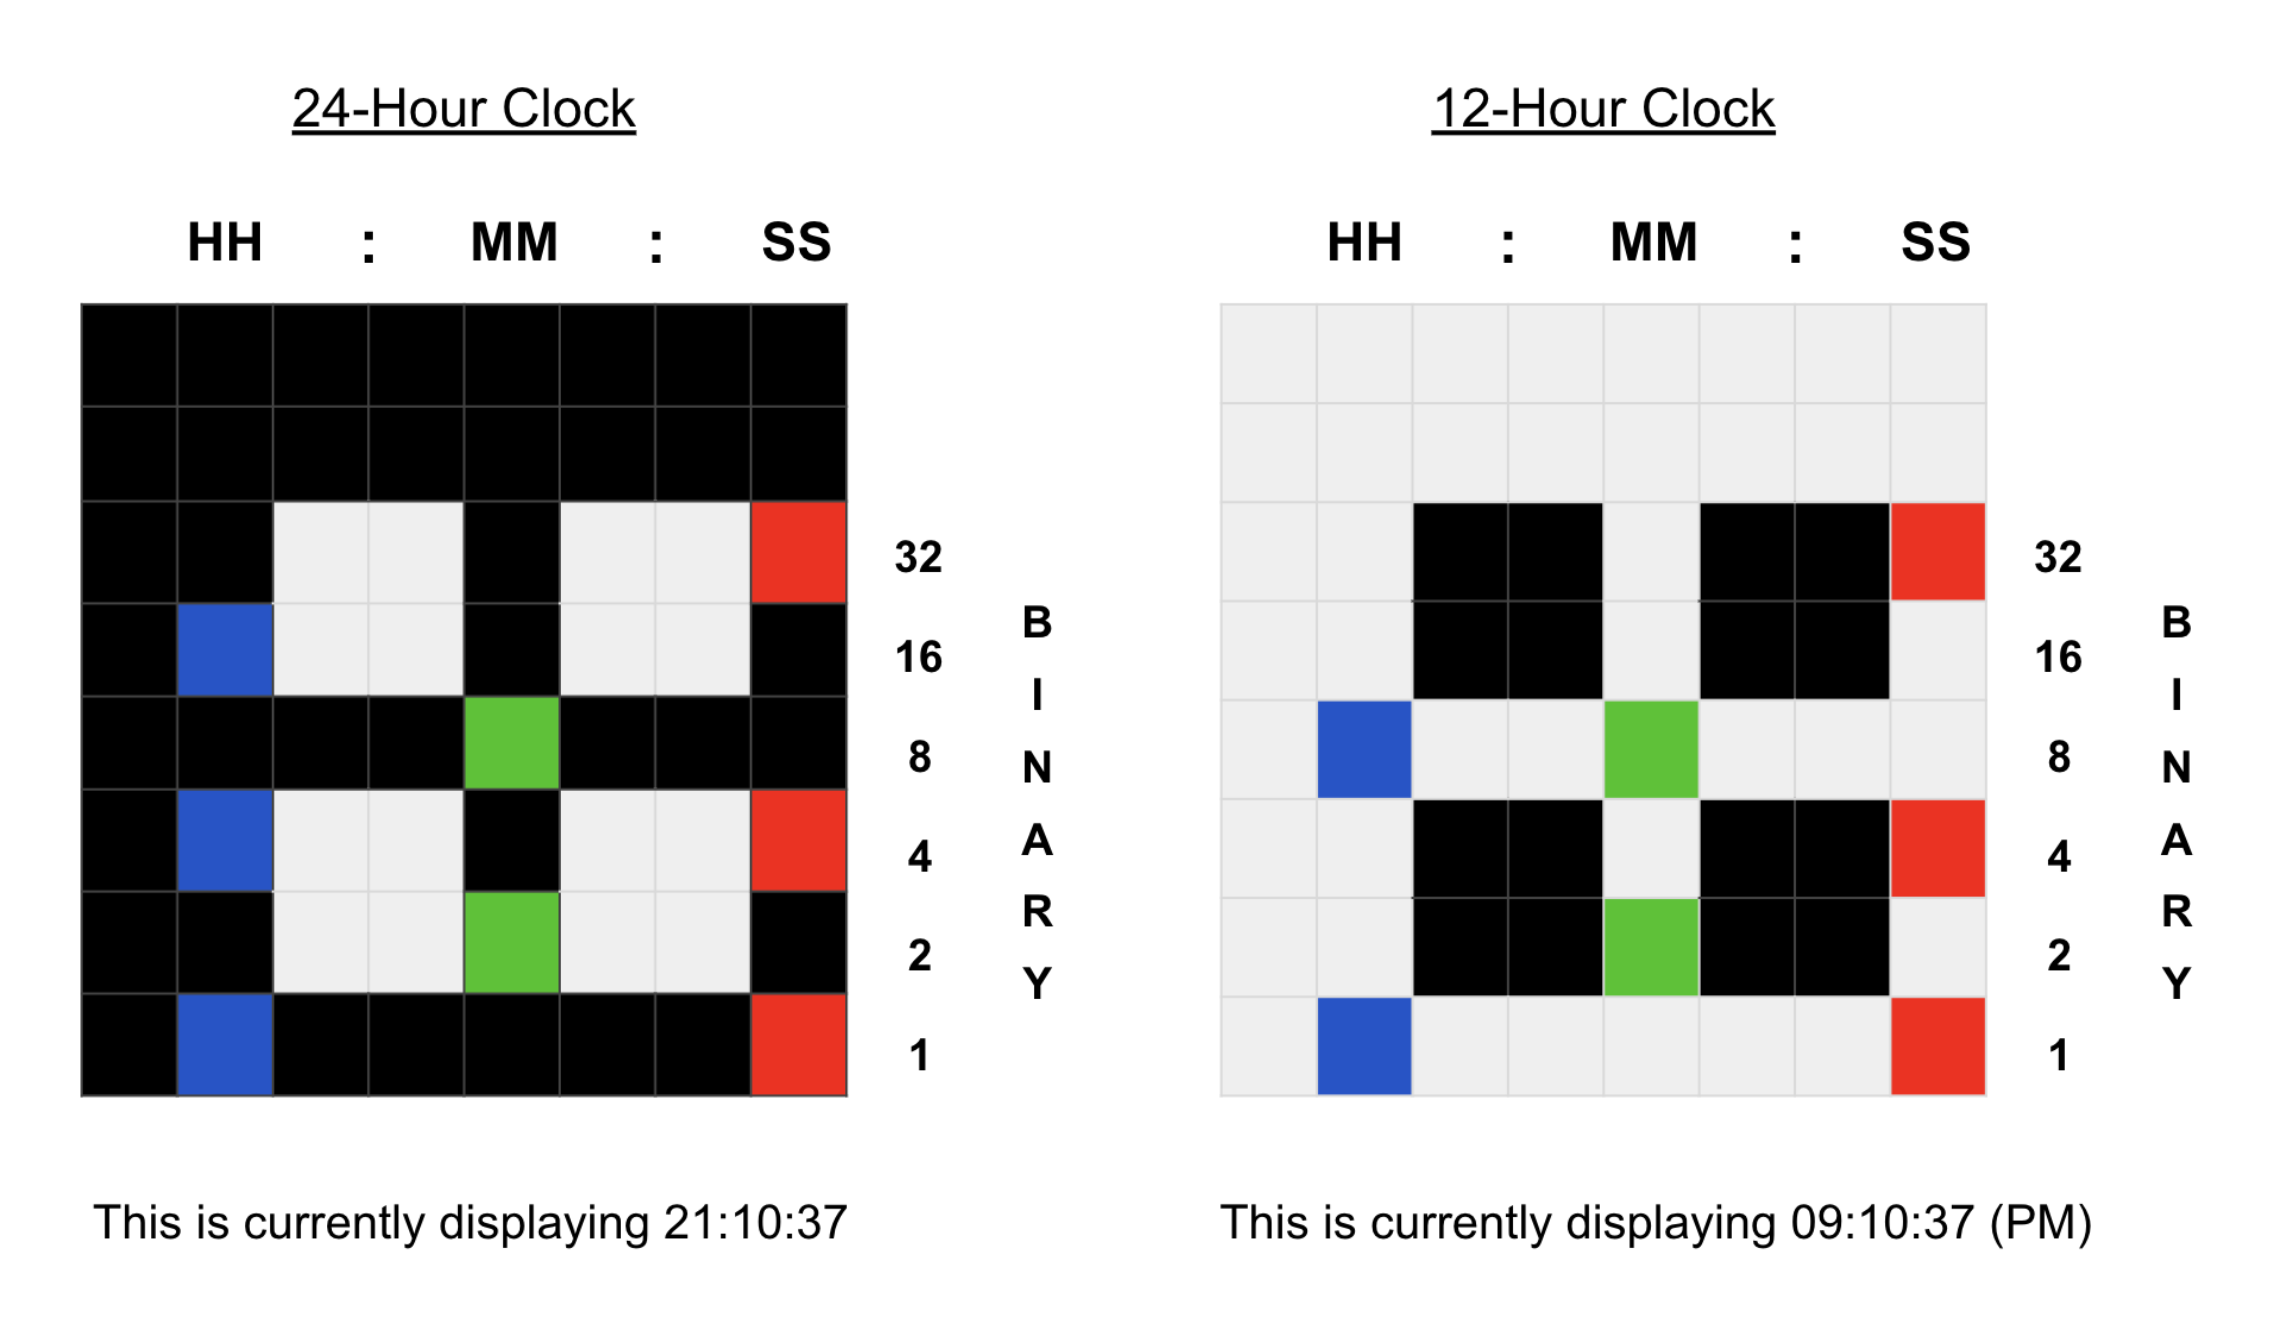 24-Hour Clock
HH : MM : SS
32
16
8
4
2
1
B
I
N
A
R
Y
This is currently displaying 21:10:37
12-Hour Clock
HH : MM : SS
32
16
8
4
2
1
B
I
N
A
R
Y
This is currently displaying 09:10:37 (PM)